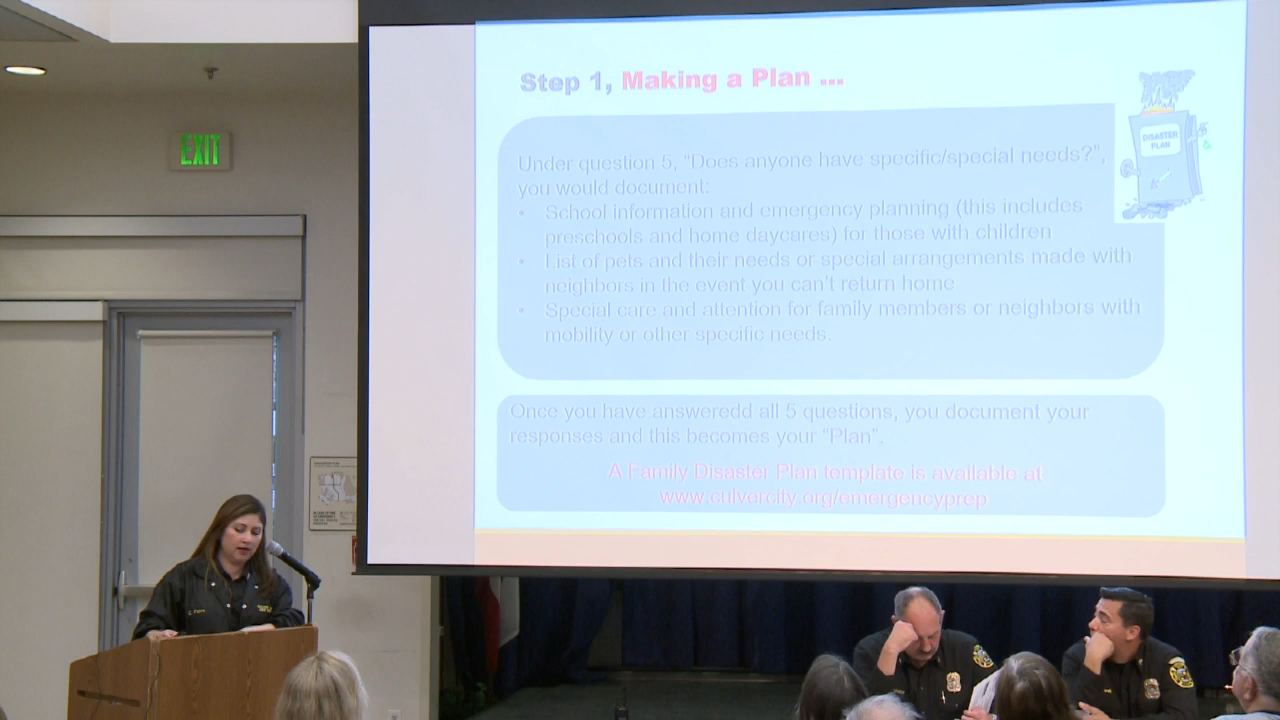 Step 1, Making a Plan ...
DISASTER
PLAN
EXIT
Under question 5, "Does anyone have specific/special needs?",
you would document:
• School information and emergency planning (this includes
preschools and home daycares) for those with children
• List of pets and their needs or special arrangements made with
neighbors in the event you can't return home
• Special care and attention for family members or neighbors with
mobility or other specific needs.
Once you have answeredd all 5 questions, you document your
responses and this becomes your "Plan".
A Family Disaster Plan template is available at
www.culvercity.org/emergencyprep